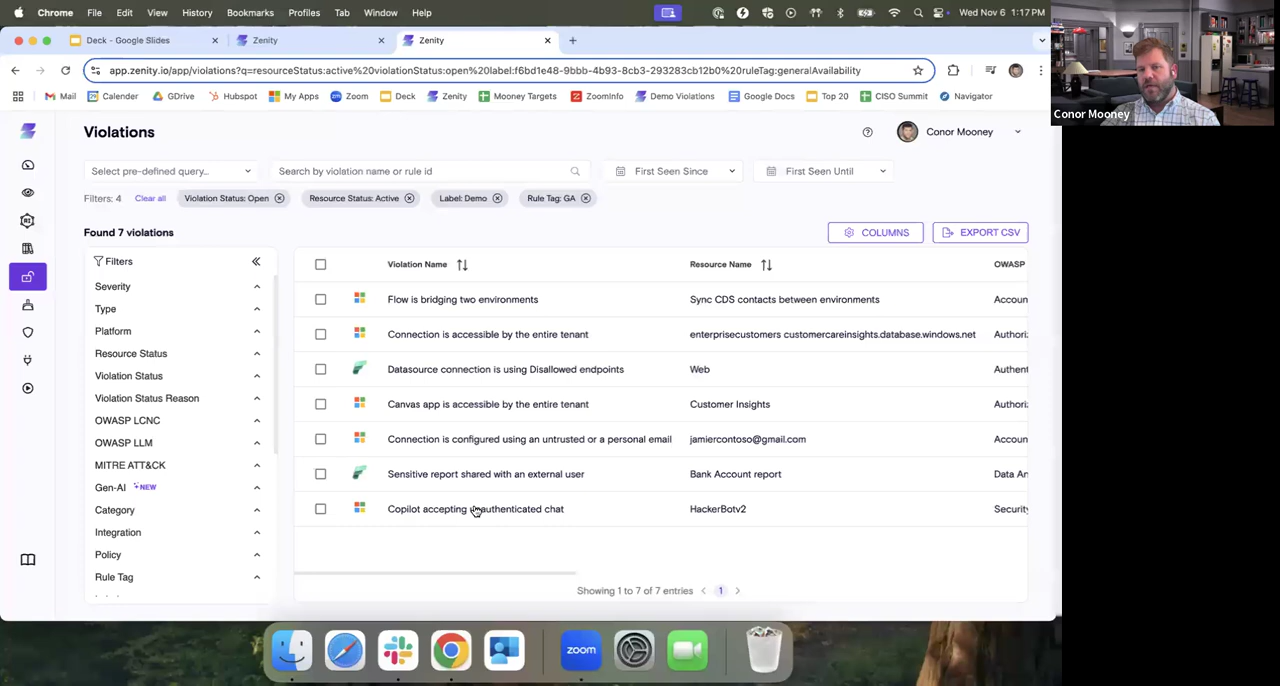 Chrome File Edit View History Bookmarks Profiles Tab Window Help Wed Nov 6 1:17 PM
Deck - Google Slides Zenity Zenity
app.zenity.io/app/violations?q=resourceStatus:active%20violationStatus:open%20label:f6bd1e48-9bbb-4b93-8cb3-293283cb12b0%20ruleTag:generalAvailability
Mail Calendar GDrive Hubspot My Apps Zoom Deck Zenity Mooney Targets ZoomInfo Demo Violations Google Docs Top 20 CISO Summit Navigator
Conor Mooney
Violations
Conor Mooney
Select pre-defined query... Search by violation name or rule id First Seen Since First Seen Until
Filters: 4 Clear all Violation Status: Open Resource Status: Active Label: Demo Rule Tag: GA
Found 7 violations COLUMNS EXPORT CSV
Filters
Severity
Type
Platform
Resource Status
Violation Status
Violation Status Reason
OWASP LCNC
OWASP LLM
MITRE ATT&CK
Gen-AI NEW
Category
Integration
Policy
Rule Tag
Violation Name Resource Name OWASP
Flow is bridging two environments Sync CDS contacts between environments Accoun
Connection is accessible by the entire tenant enterprisecustomers customercareinsights.database.windows.net Authoriz
Datasource connection is using Disallowed endpoints Web Authent
Canvas app is accessible by the entire tenant Customer Insights Authoriz
Connection is configured using an untrusted or a personal email jamiercontoso@gmail.com Accoun
Sensitive report shared with an external user Bank Account report Data An
Copilot accepting unauthenticated chat HackerBotv2 Security
Showing 1 to 7 of 7 entries 1
zoom